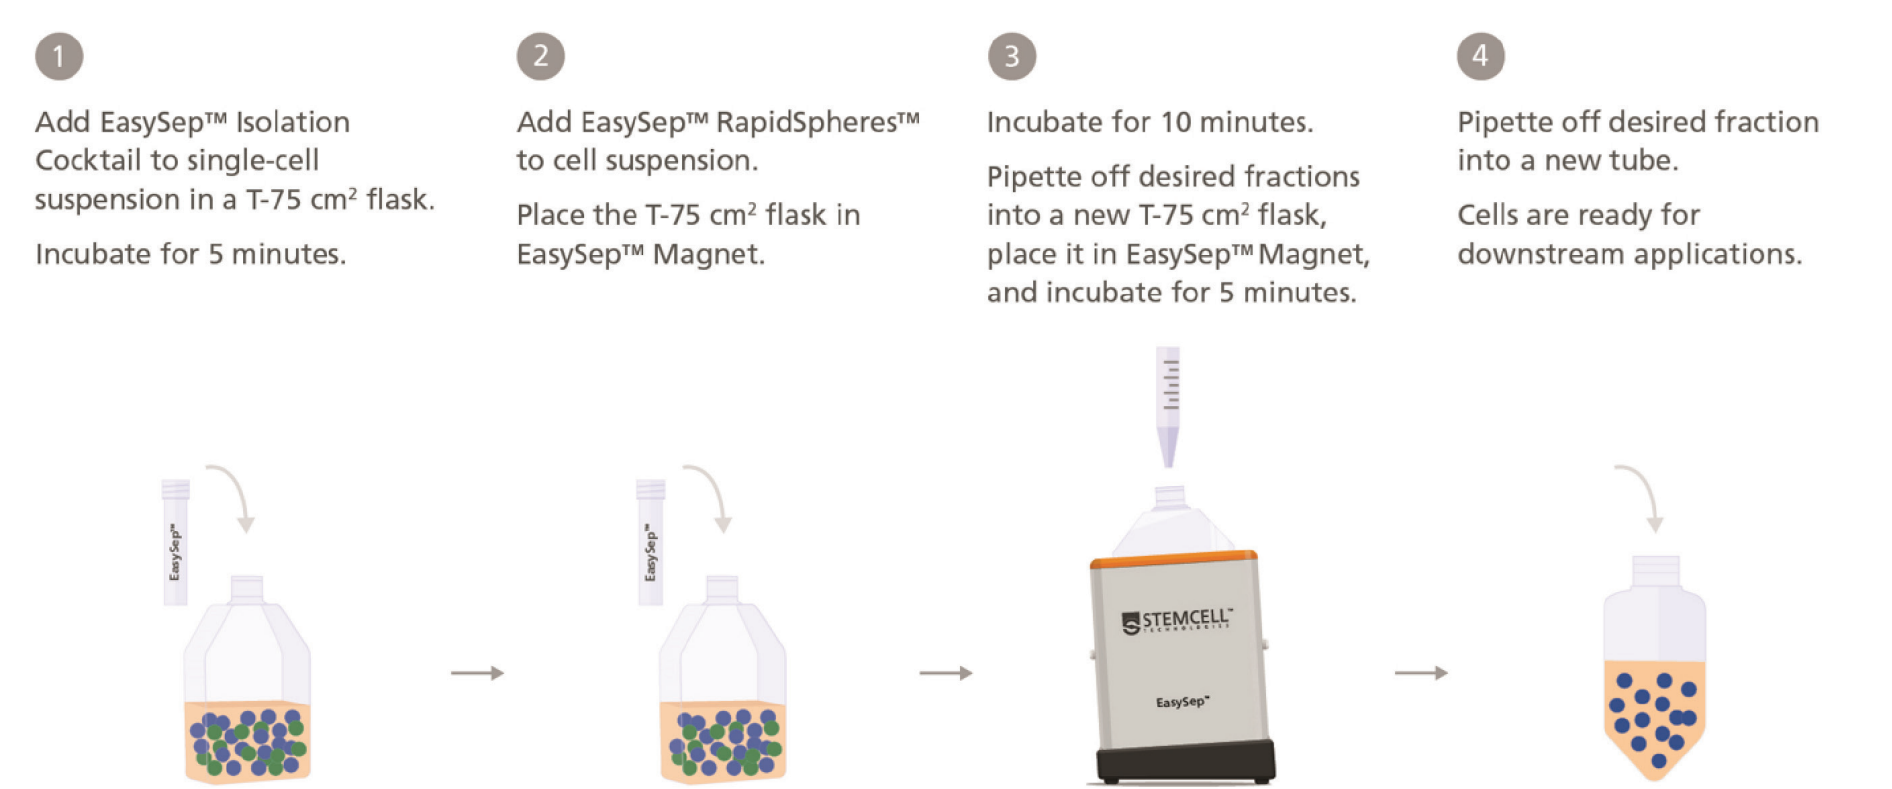 1
Add EasySep™ Isolation
Cocktail to single-cell
suspension in a T-75 cm² flask.
Incubate for 5 minutes.
2
Add EasySep™ RapidSpheres™
to cell suspension.
Place the T-75 cm² flask in
EasySep™ Magnet.
3
Incubate for 10 minutes.
Pipette off desired fractions
into a new T-75 cm² flask,
place it in EasySep™ Magnet,
and incubate for 5 minutes.
4
Pipette off desired fraction
into a new tube.
Cells are ready for
downstream applications.
EasySep™
EasySep™
STEMCELL™
TECHNOLOGIES
EasySep™